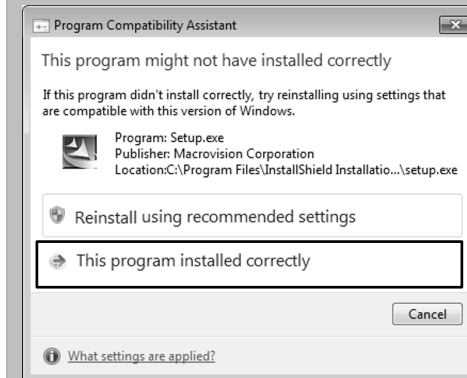 Program Compatibility Assistant
This program might not have installed correctly
If this program didn't install correctly, try reinstalling using settings that
are compatible with this version of Windows.
Program: Setup.exe
Publisher: Macrovision Corporation
Location:C:\Program Files\InstallShield Installatio...\setup.exe
Reinstall using recommended settings
This program installed correctly
Cancel
What settings are applied?